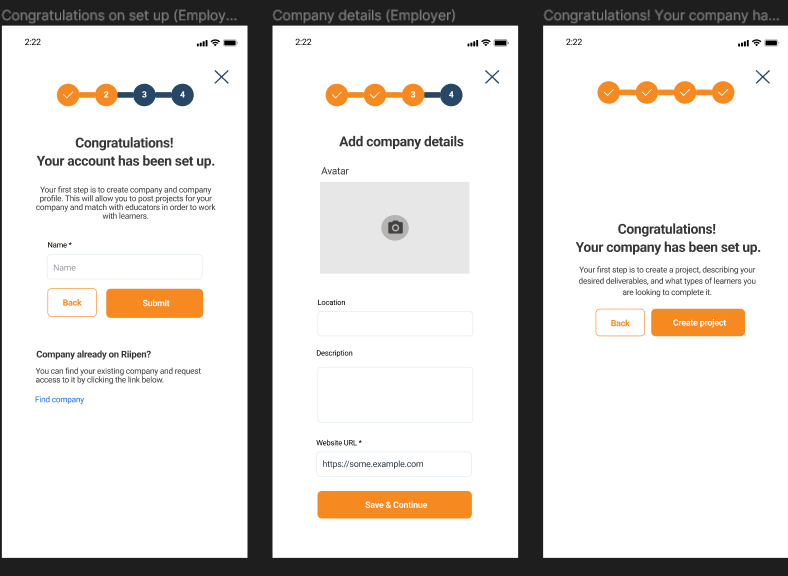 Congratulations on set up (Employ...
2:22
2
3
4
Congratulations!
Your account has been set up.
Your first step is to create company and company
profile. This will allow you to post projects for your
company and match with educators in order to work
with learners.
Name *
Name
Back
Submit
Company already on Riipen?
You can find your existing company and request
access to it by clicking the link below.
Find company
Company details (Employer)
2:22
3
4
Add company details
Avatar
Location
Description
Website URL *
https://some.example.com
Save & Continue
Congratulations! Your company ha...
2:22
Congratulations!
Your company has been set up.
Your first step is to create a project, describing your
desired deliverables, and what types of learners you
are looking to complete it.
Back
Create project